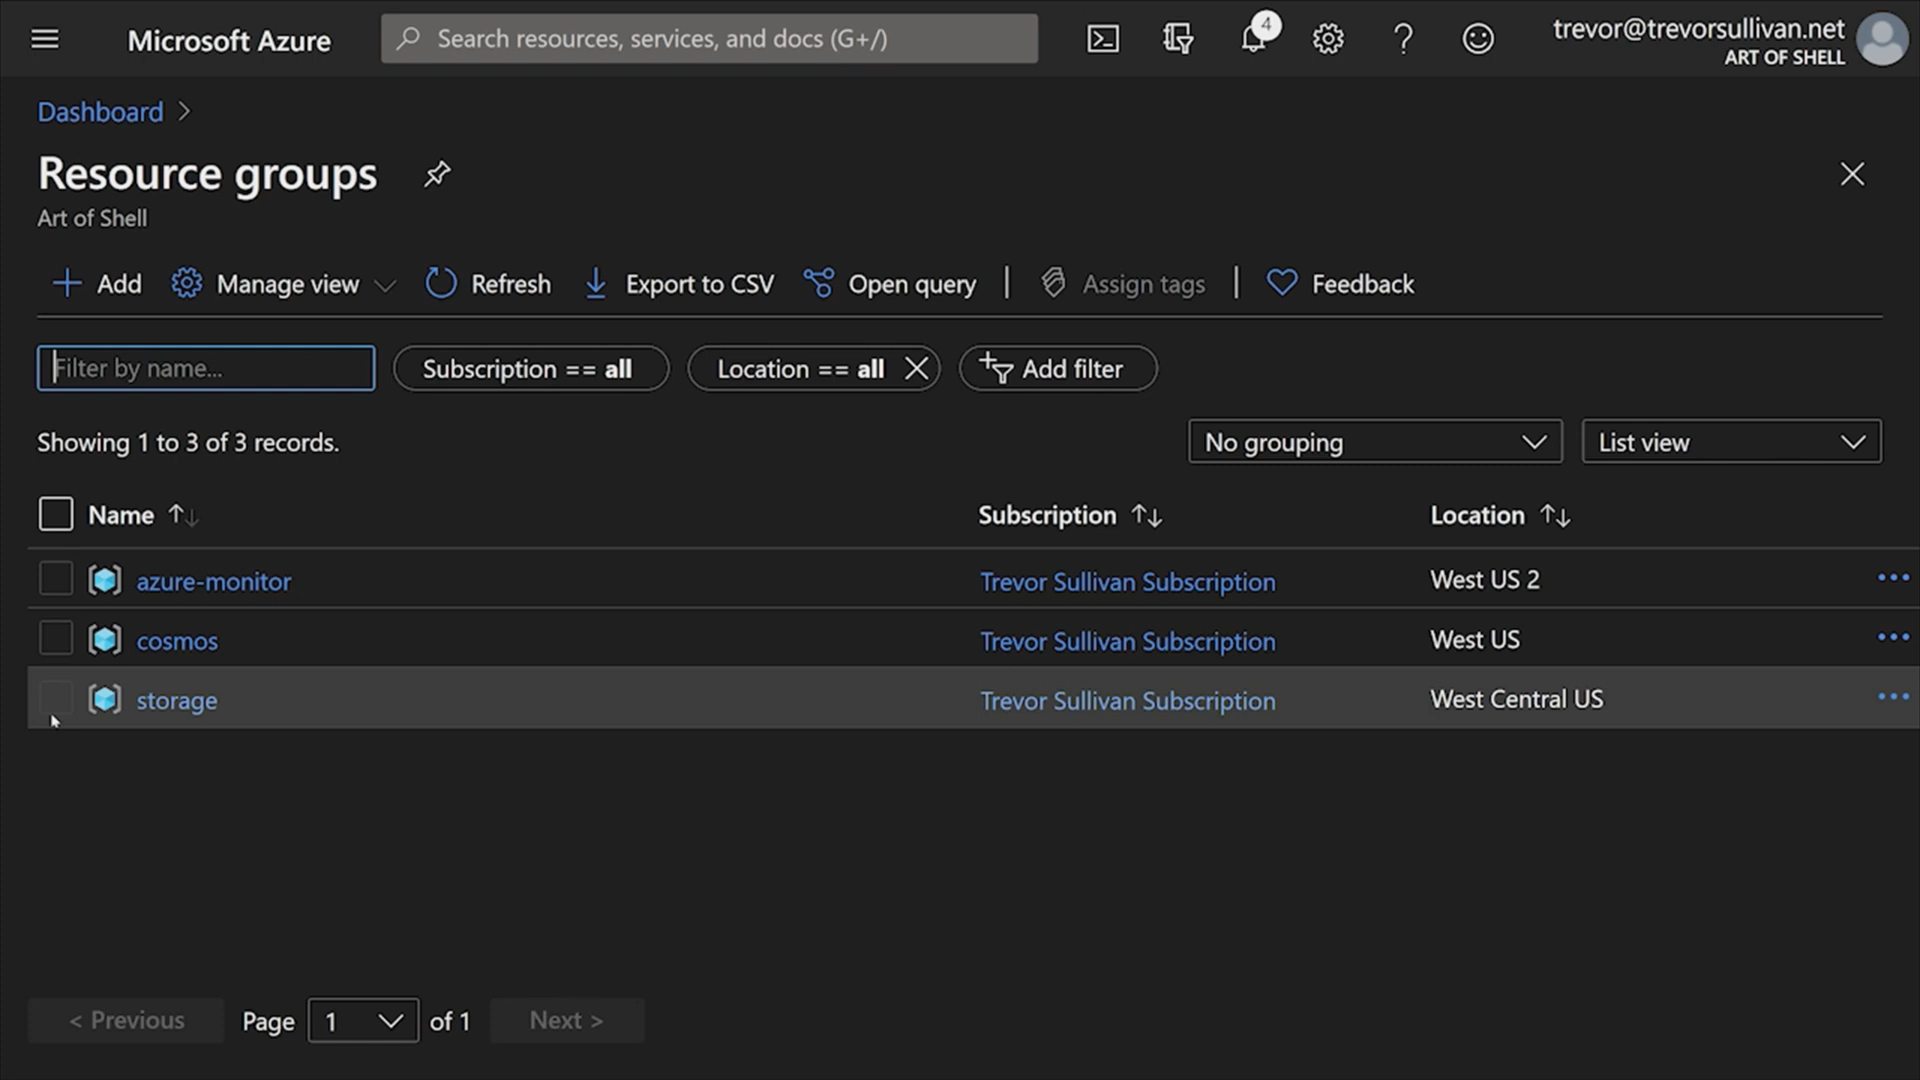 Microsoft Azure
Search resources, services, and docs (G+/)
4
trevor@trevorsullivan.net
ART OF SHELL
Dashboard >
Resource groups
Art of Shell
Add
Manage view
Refresh
Export to CSV
Open query
Assign tags
Feedback
Filter by name...
Subscription == all
Location == all
Add filter
Showing 1 to 3 of 3 records.
No grouping
List view
Name ↑↓
Subscription ↑↓
Location ↑↓
azure-monitor
Trevor Sullivan Subscription
West US 2
cosmos
Trevor Sullivan Subscription
West US
storage
Trevor Sullivan Subscription
West Central US
< Previous
Page
1
of 1
Next >